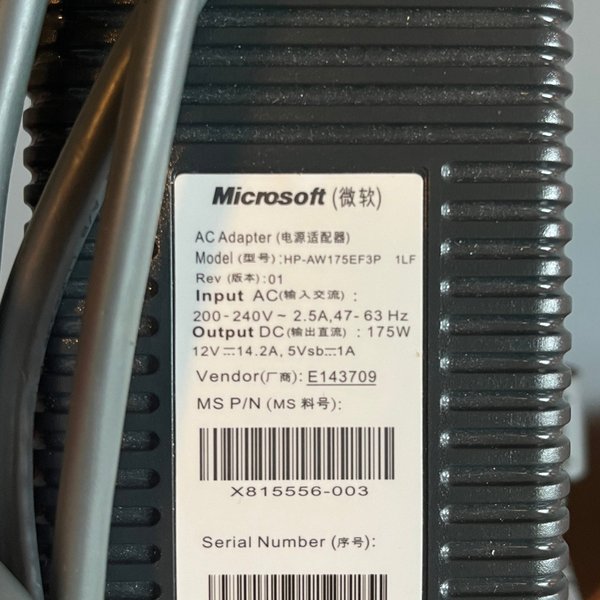 Microsoft (微软)
AC Adapter (电源适配器)
Model (型号): HP-AW175EF3P 1LF
Rev (版本): 01
Input AC(输入交流) :
200-240V ~ 2.5A,47- 63 Hz
Output DC(输出直流) : 175W
12V⎓14.2A, 5Vsb⎓1A
Vendor(厂商): E143709
MS P/N (MS 料号):
X815556-003
Serial Number (序号):